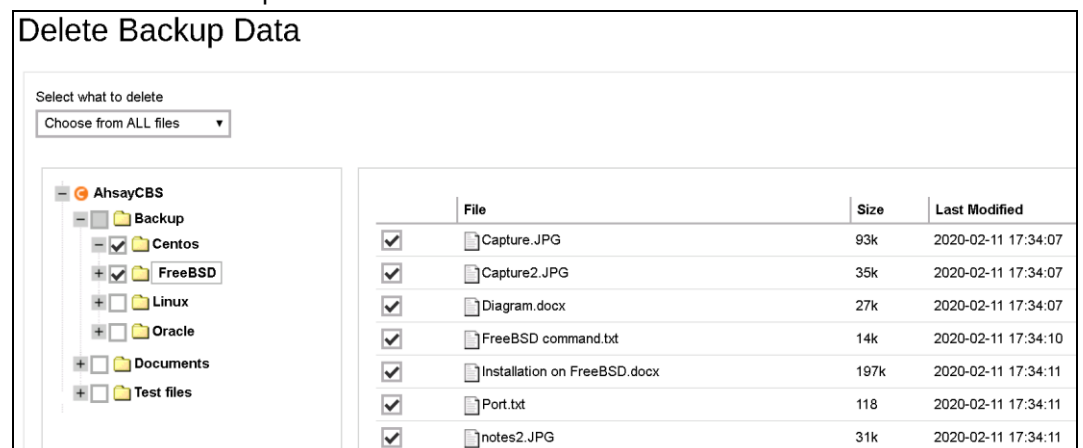 Delete Backup Data
Select what to delete
Choose from ALL files
AhsayCBS
Backup
Centos
FreeBSD
Linux
Oracle
Documents
Test files
File Size Last Modified
Capture.JPG 93k 2020-02-11 17:34:07
Capture2.JPG 35k 2020-02-11 17:34:07
Diagram.docx 27k 2020-02-11 17:34:07
FreeBSD command.txt 14k 2020-02-11 17:34:10
Installation on FreeBSD.docx 197k 2020-02-11 17:34:11
Port.txt 118 2020-02-11 17:34:11
notes2.JPG 31k 2020-02-11 17:34:11